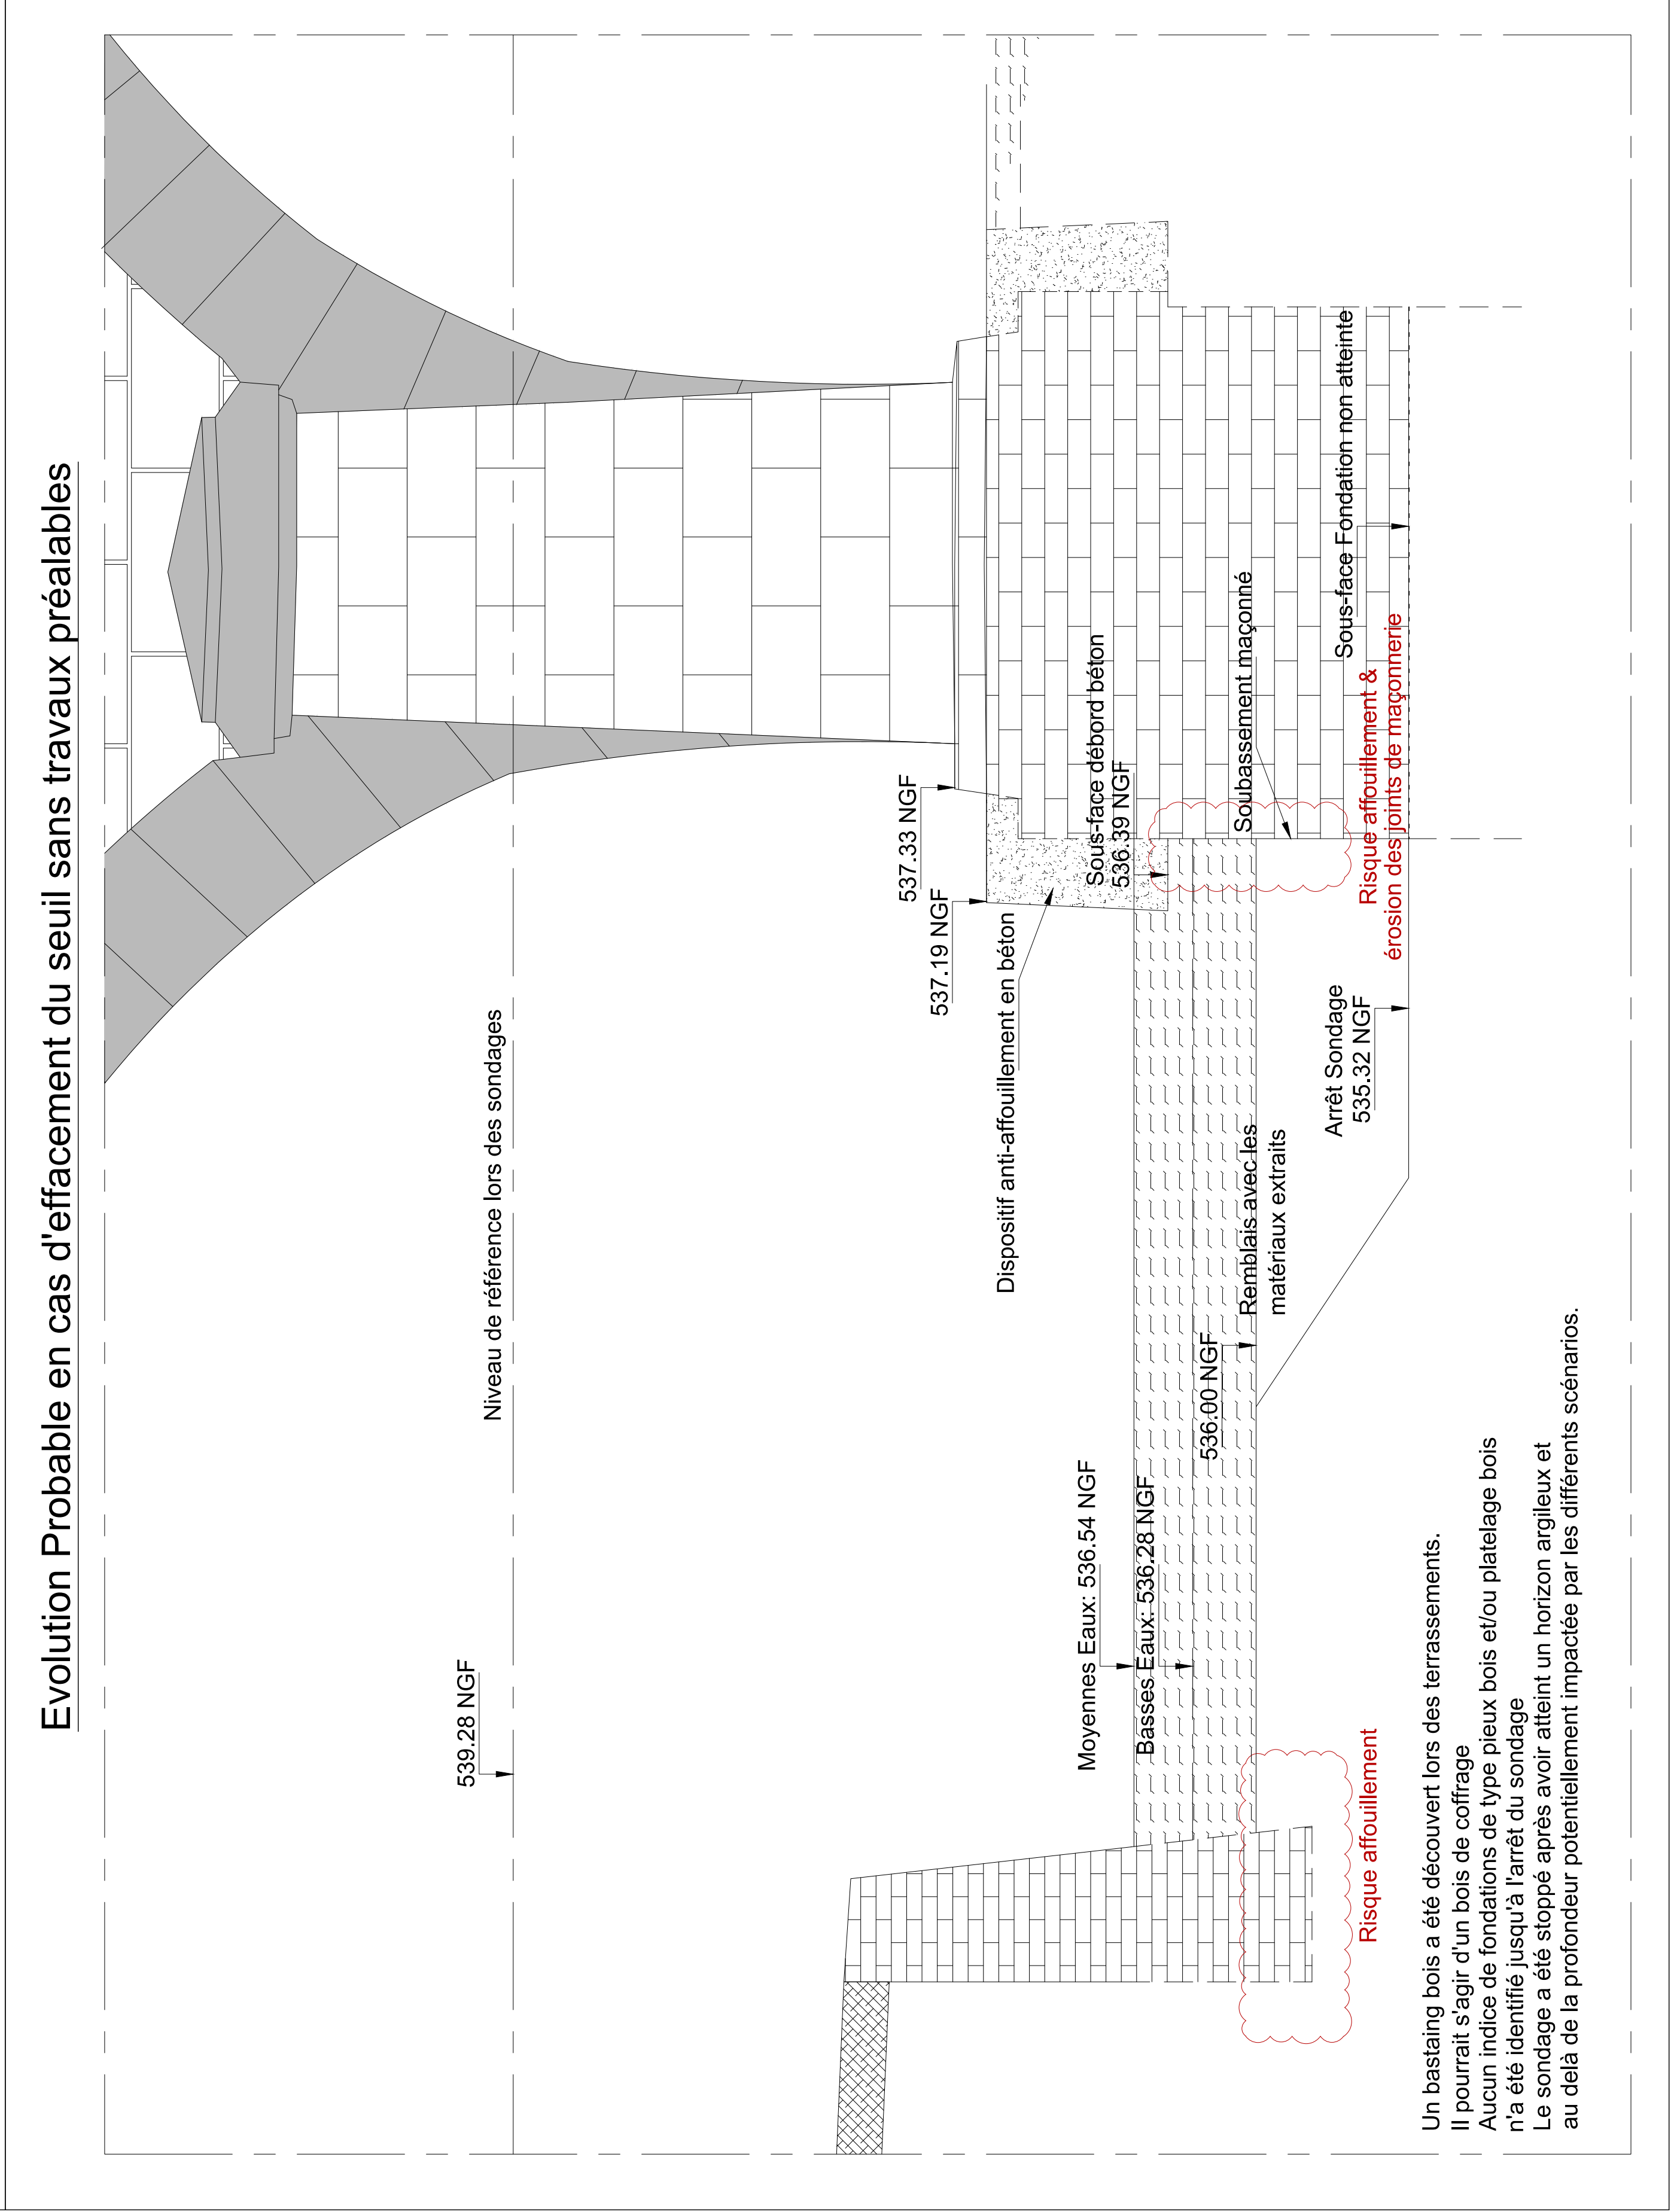 Evolution Probable en cas d'effacement du seuil sans travaux préalables
539.28 NGF
Niveau de référence lors des sondages
537.33 NGF
537.19 NGF
Dispositif anti-affouillement en béton
Sous-face débord béton
536.39 NGF
Moyennes Eaux: 536.54 NGF
Basses Eaux: 536.28 NGF
536.00 NGF
Remblais avec les
matériaux extraits
Soubassement maçonné
Sous-face Fondation non atteinte
Arrêt Sondage
535.32 NGF
Risque affouillement &
érosion des joints de maçonnerie
Risque affouillement
Un bastaing bois a été découvert lors des terrassements.
Il pourrait s'agir d'un bois de coffrage
Aucun indice de fondations de type pieux bois et/ou platelage bois
n'a été identifié jusqu'à l'arrêt du sondage
Le sondage a été stoppé après avoir atteint un horizon argileux et
au delà de la profondeur potentiellement impactée par les différents scénarios.